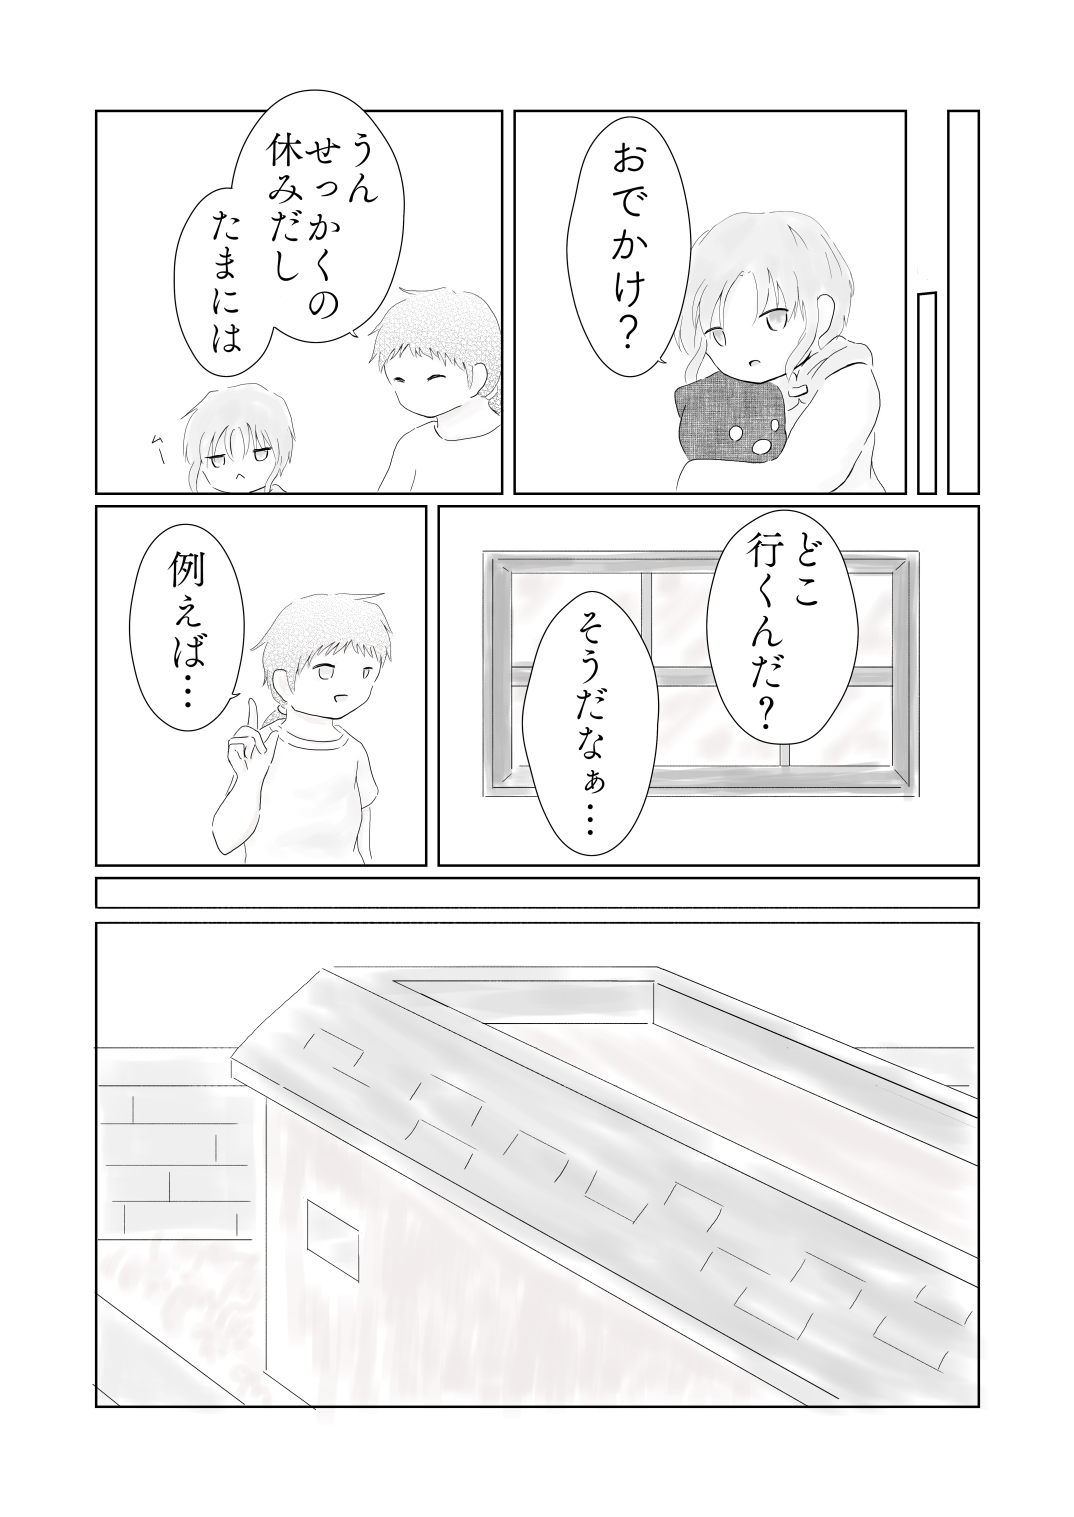 おでかけ？
うん
せっかくの
休みだし
たまには
どこ
行くんだ？
そうだなぁ…
例えば…